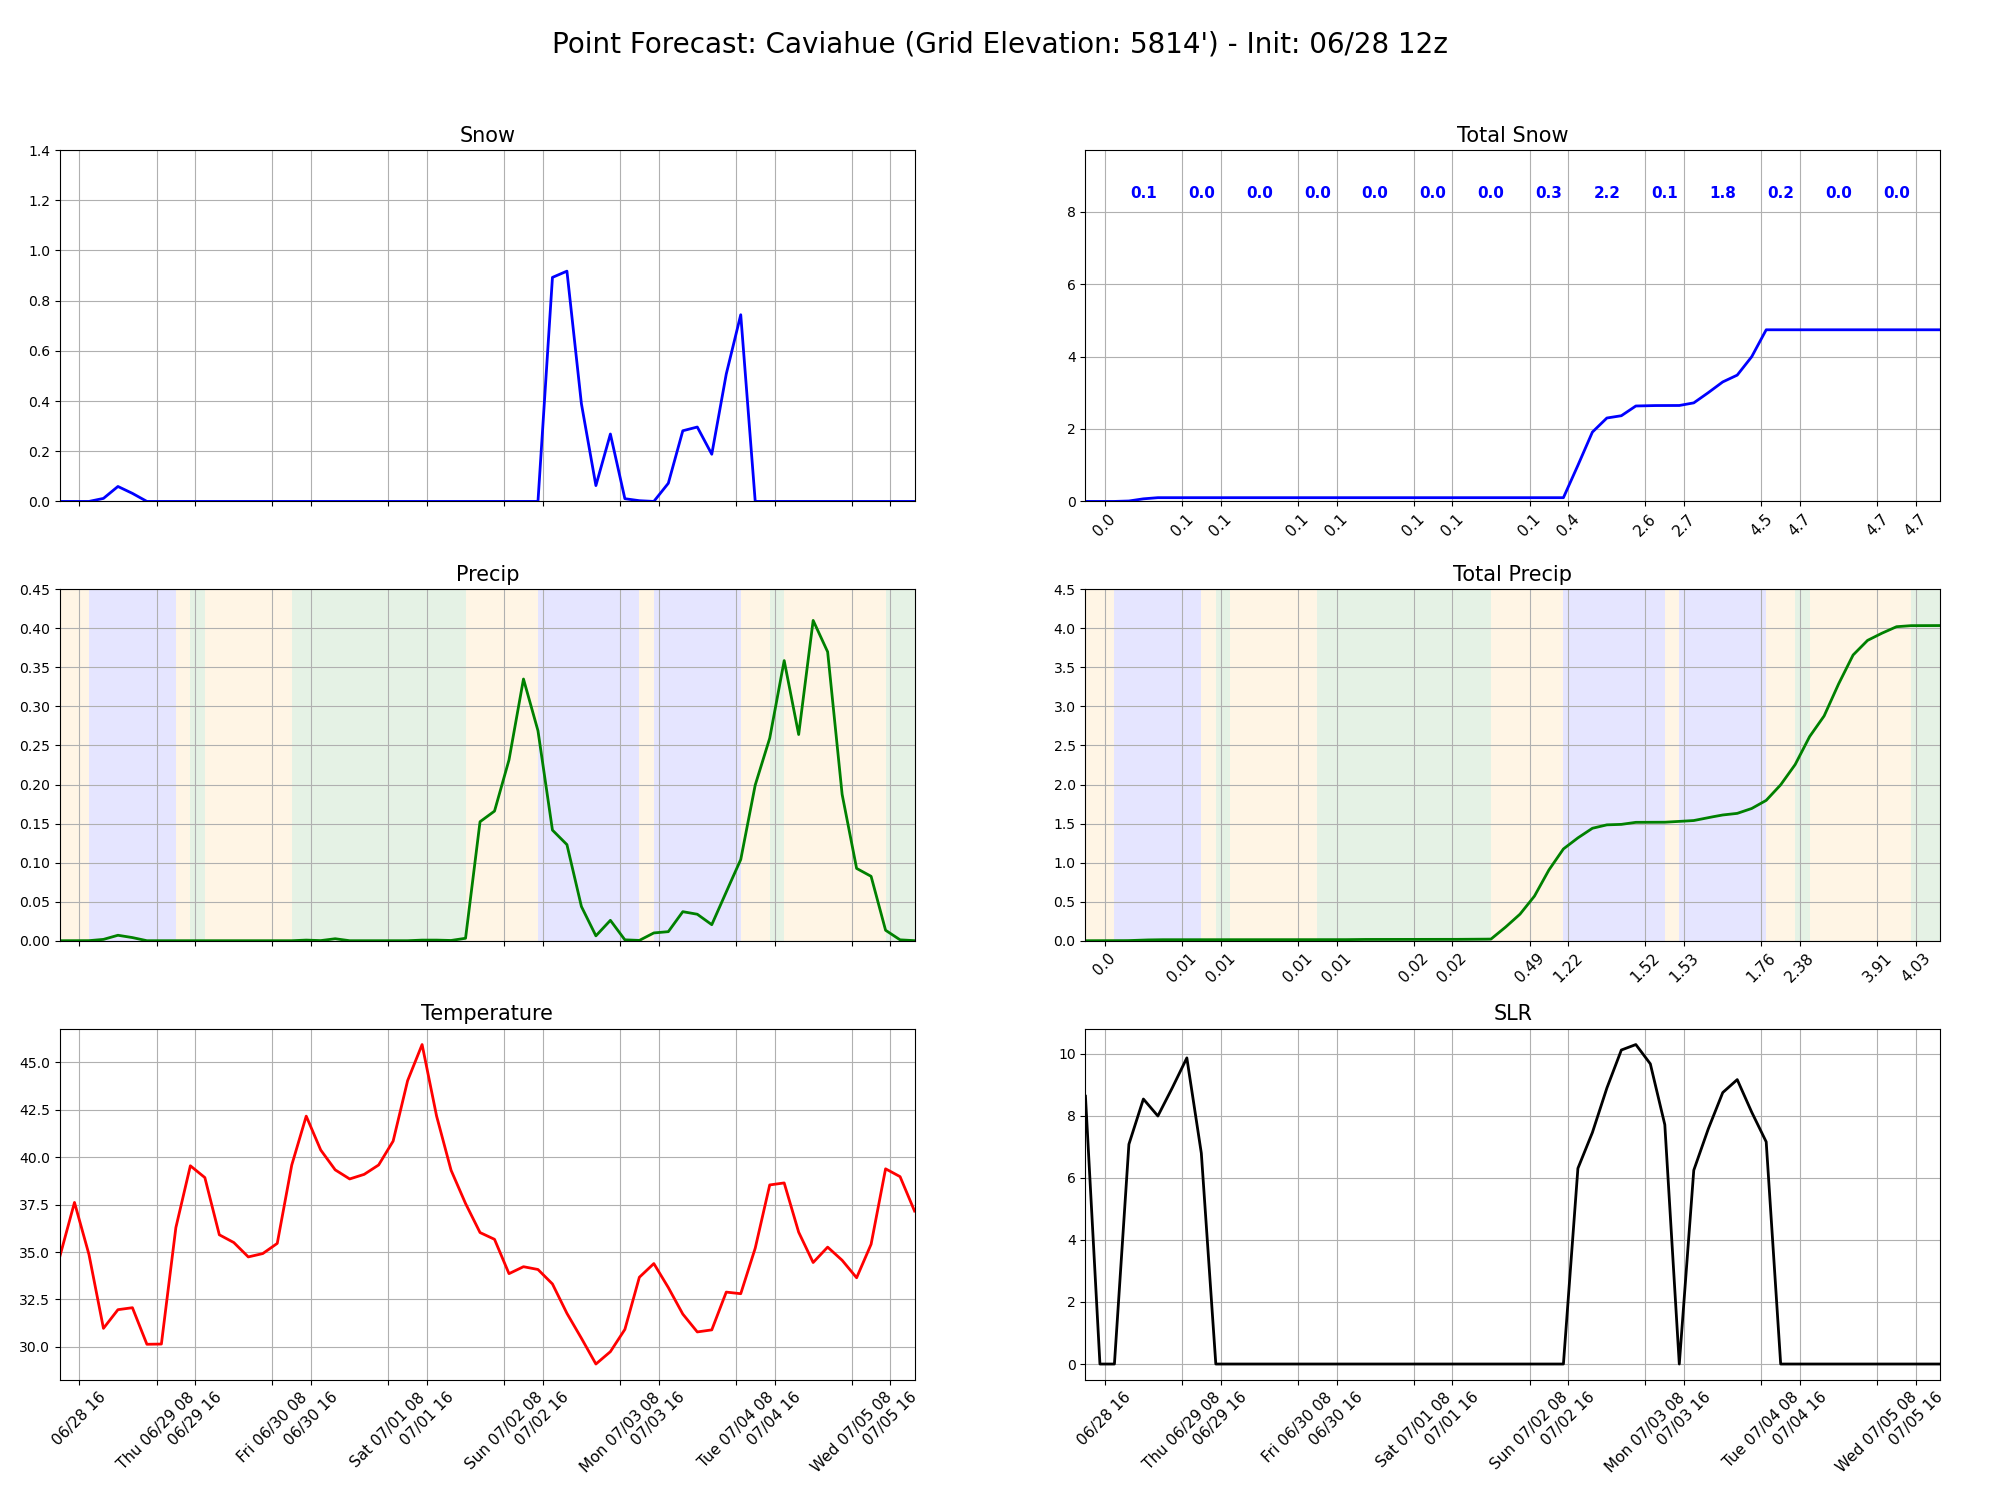 Point Forecast: Caviahue (Grid Elevation: 5814') - Init: 06/28 12z
Snow
1.4
1.2
1.0
0.8
0.6
0.4
0.2
0.0
Total Snow
0.1 0.0 0.0 0.0 0.0 0.0 0.0 0.3 2.2 0.1 1.8 0.2 0.0 0.0
8
6
4
2
0
0.0 0.1 0.1 0.1 0.1 0.1 0.1 0.1 0.4 2.6 2.7 4.5 4.7 4.7 4.7
Precip
0.45
0.40
0.35
0.30
0.25
0.20
0.15
0.10
0.05
0.00
Total Precip
4.5
4.0
3.5
3.0
2.5
2.0
1.5
1.0
0.5
0.0
0.0 0.01 0.01 0.01 0.01 0.02 0.02 0.49 1.22 1.52 1.53 1.76 2.38 3.91 4.03
Temperature
45.0
42.5
40.0
37.5
35.0
32.5
30.0
06/28 16
Thu 06/29 08
06/29 16
Fri 06/30 08
06/30 16
Sat 07/01 08
07/01 16
Sun 07/02 08
07/02 16
Mon 07/03 08
07/03 16
Tue 07/04 08
07/04 16
Wed 07/05 08
07/05 16
SLR
10
8
6
4
2
0
06/28 16
Thu 06/29 08
06/29 16
Fri 06/30 08
06/30 16
Sat 07/01 08
07/01 16
Sun 07/02 08
07/02 16
Mon 07/03 08
07/03 16
Tue 07/04 08
07/04 16
Wed 07/05 08
07/05 16